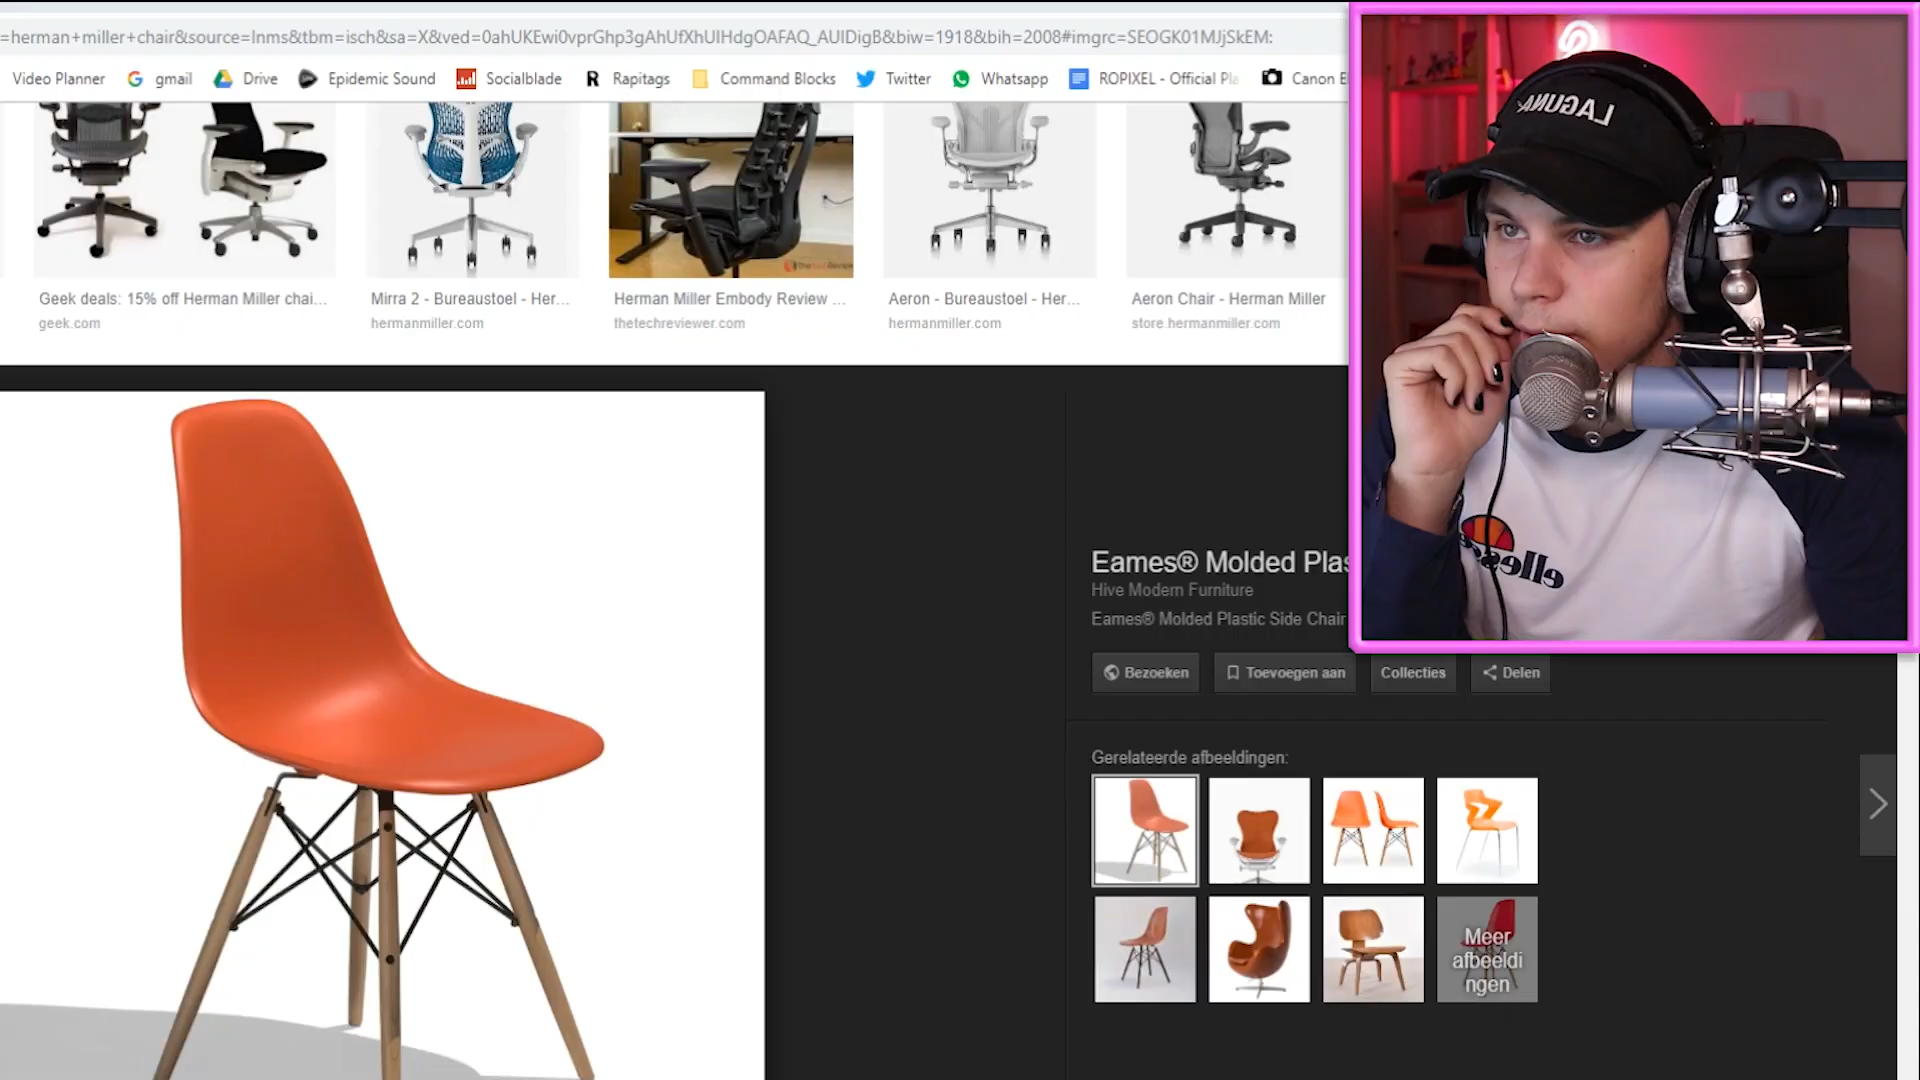 =herman+miller+chair&source=lnms&tbm=isch&sa=X&ved=0ahUKEwi0vprGhp3gAhUfXhUIHdgOAFAQ_AUIDigB&biw=1918&bih=2008#imgrc=SEOGK01MJjSkEM:
Video Planner gmail Drive Epidemic Sound Socialblade Rapitags Command Blocks Twitter Whatsapp ROPIXEL - Official Pla Canon E
LAGUNA
Geek deals: 15% off Herman Miller chai...
geek.com
Mirra 2 - Bureaustoel - Her...
hermanmiller.com
Herman Miller Embody Review ...
thetechreviewer.com
Aeron - Bureaustoel - Her...
hermanmiller.com
Aeron Chair - Herman Miller
store.hermanmiller.com
ellesse
Eames® Molded Plas
Hive Modern Furniture
Eames® Molded Plastic Side Chair
Bezoeken Toevoegen aan Collecties Delen
Gerelateerde afbeeldingen:
Meer
afbeeldi
ngen